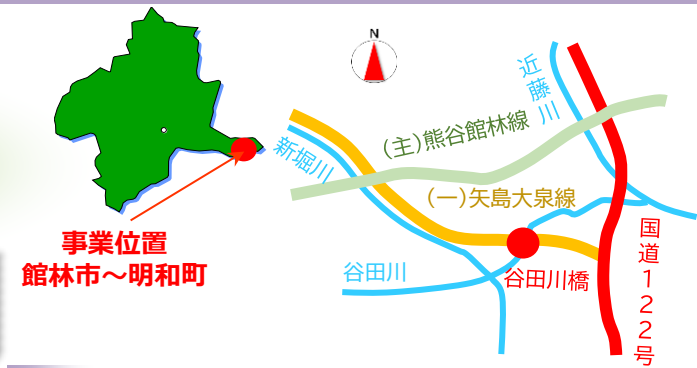 N
近藤川
(主)熊谷館林線
新堀川
(一)矢島大泉線
事業位置
館林市～明和町
国道122号
谷田川
谷田川橋